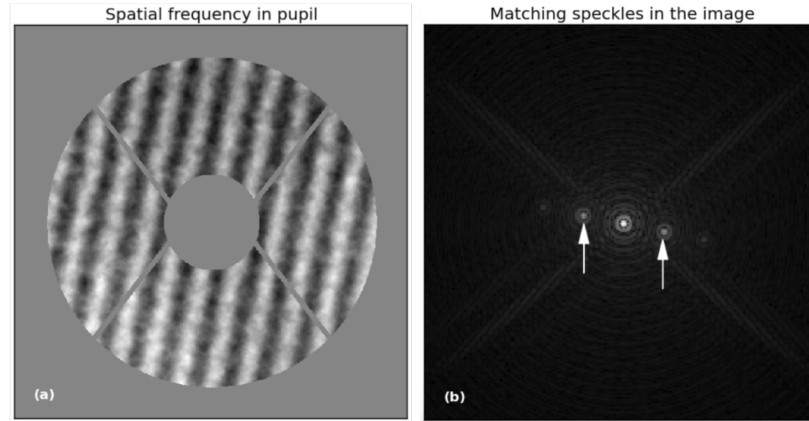 Spatial frequency in pupil
Matching speckles in the image
(a)
(b)